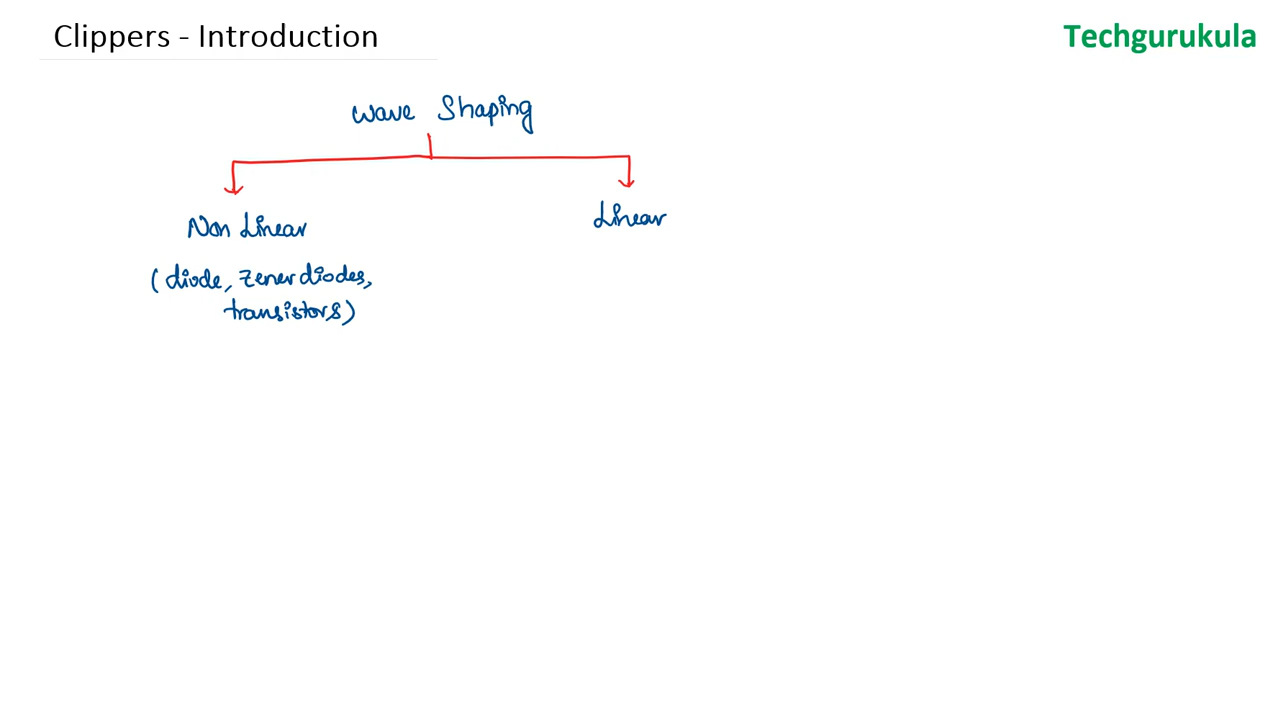 Clippers - Introduction
Techgurukula
Wave Shaping
Non Linear
Linear
(diode, Zener diodes,
transistors)